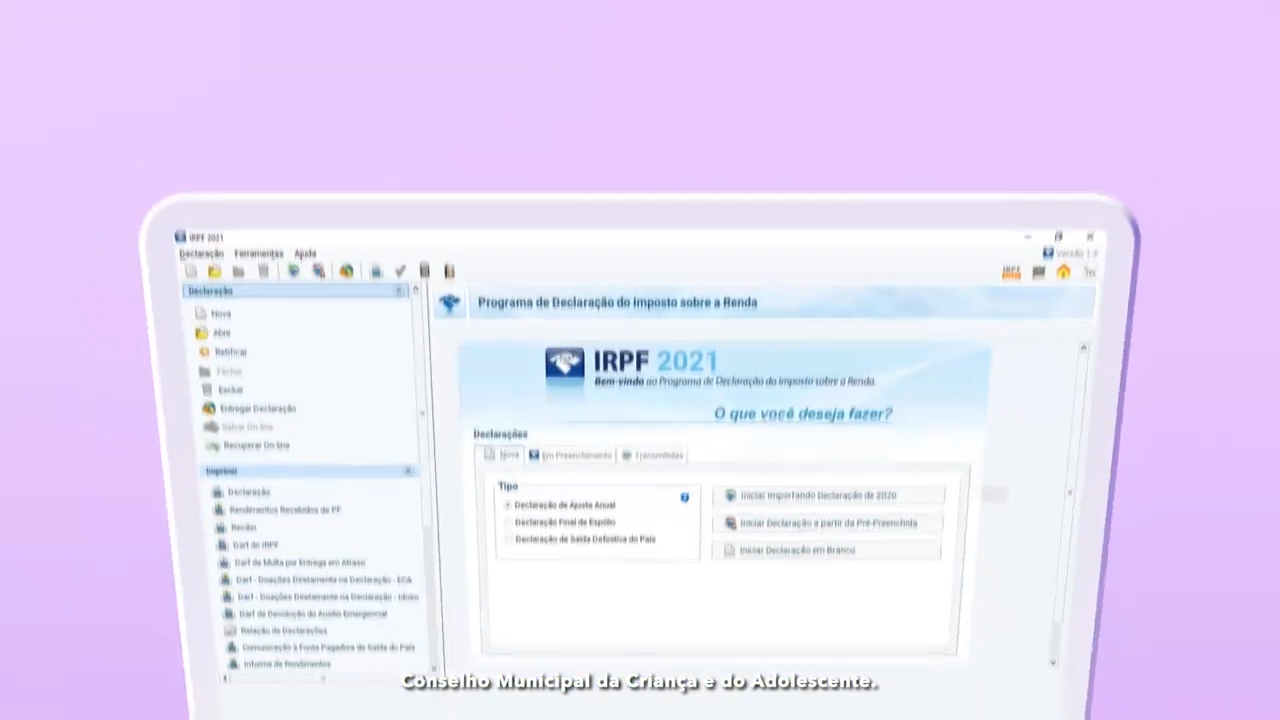 IRPF 2021
Declaração Ferramentas Ajuda
Versão 1.3
Declaração
Nova
Abrir
Retificar
Fechar
Excluir
Entregar Declaração
Salvar On-line
Recuperar On-line
Imprimir
Declaração
Rendimentos Recebidos de PF
Recibo
Darf do IRPF
Darf de Multa por Entrega em Atraso
Darf - Doações Diretamente na Declaração - ECA
Darf - Doações Diretamente na Declaração - Idoso
Darf de Devolução do Auxílio Emergencial
Relação de Declarações
Comunicação à Fonte Pagadora de Saída do País
Informe de Rendimentos
Programa de Declaração do Imposto sobre a Renda
IRPF 2021
Bem-vindo ao Programa de Declaração do Imposto sobre a Renda.
O que você deseja fazer?
Declarações
Nova Em Preenchimento Transmitidas
Tipo
Declaração de Ajuste Anual
Declaração Final de Espólio
Declaração de Saída Definitiva do País
Iniciar Importando Declaração de 2020
Iniciar Declaração a partir da Pré-Preenchida
Iniciar Declaração em Branco
Conselho Municipal da Criança e do Adolescente.